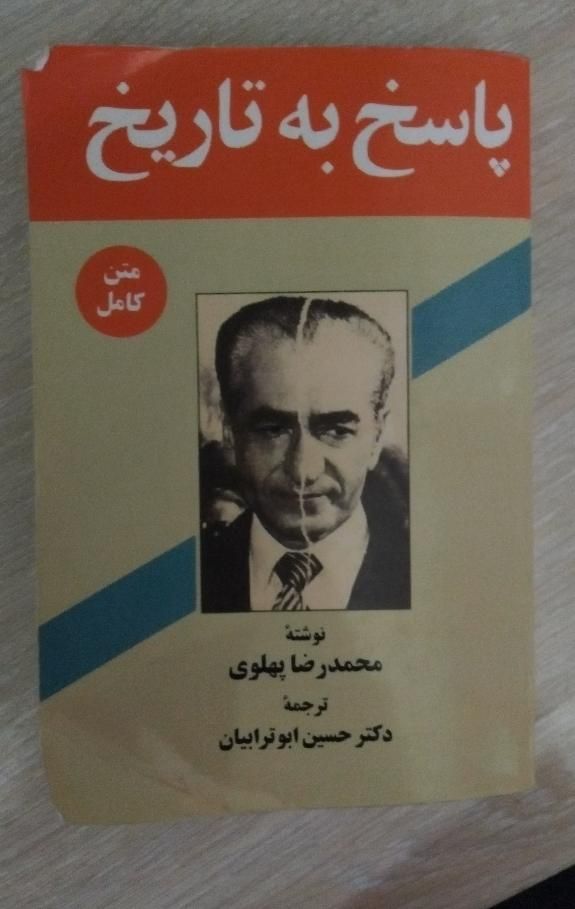 پاسخ به تاریخ
متن
کامل
نوشتهٔ
محمدرضا پهلوی
ترجمهٔ
دکتر حسین ابوترابیان